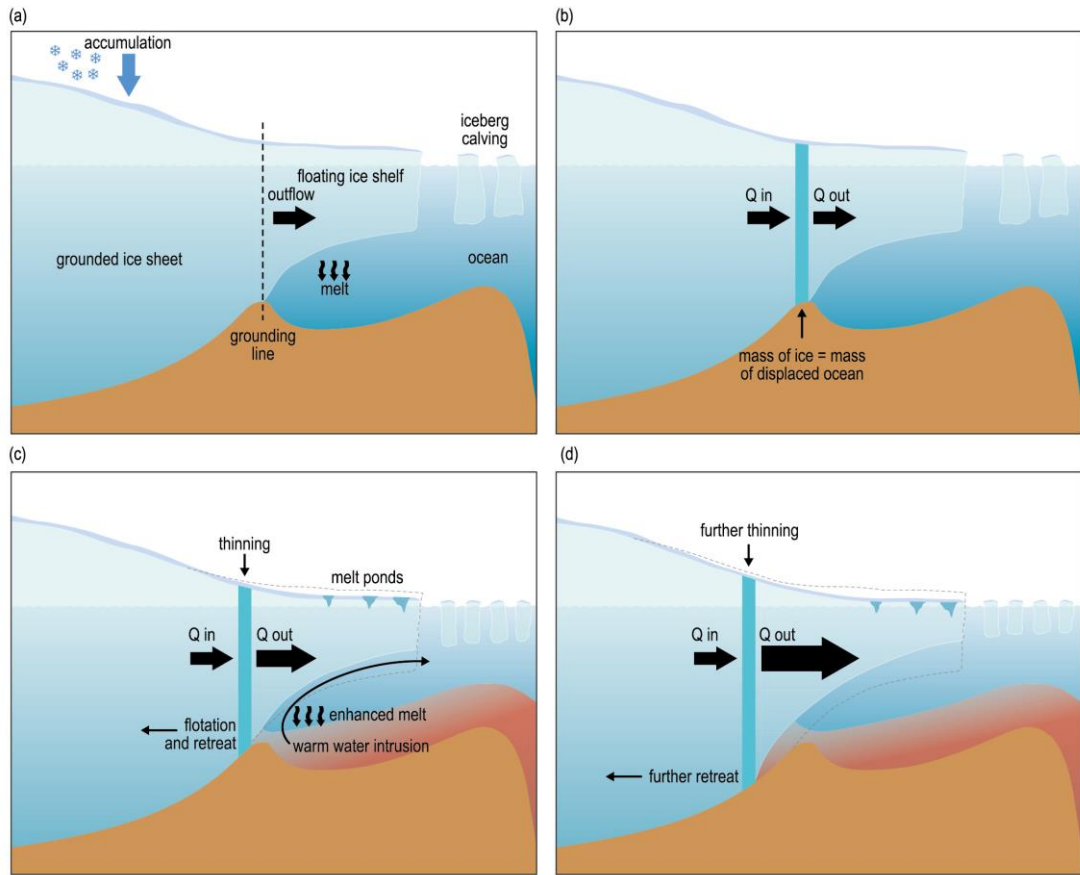 (a)
accumulation
iceberg
calving
floating ice shelf
outflow
grounded ice sheet
ocean
melt
grounding
line
(b)
Q in
Q out
mass of ice = mass
of displaced ocean
(c)
thinning
melt ponds
Q in
Q out
flotation
and retreat
enhanced melt
warm water intrusion
(d)
further thinning
Q in
Q out
further retreat